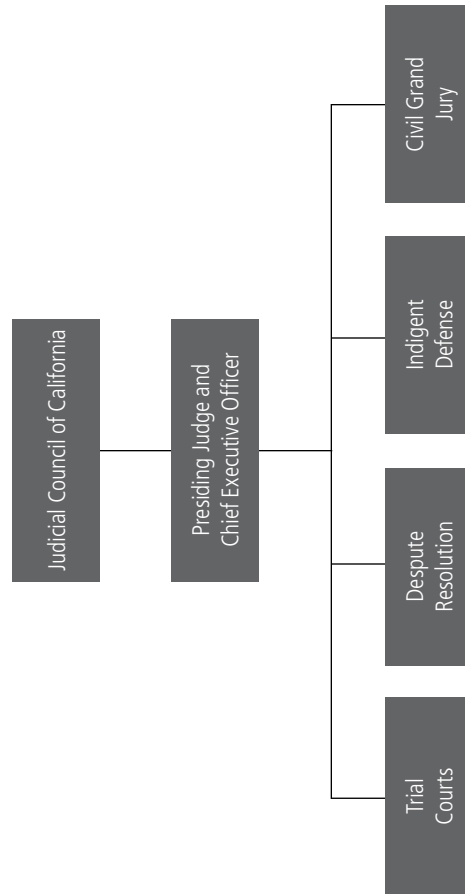 Judicial Council of California
Presiding Judge and
Chief Executive Officer
Trial
Courts
Despute
Resolution
Indigent
Defense
Civil Grand
Jury